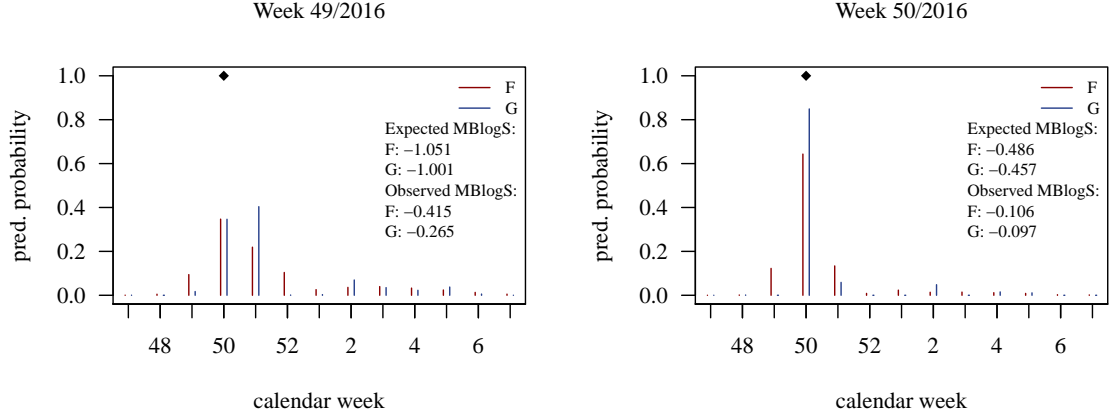 Week 49/2016
pred. probability
1.0
0.8
0.6
0.4
0.2
0.0
F
G
Expected MBlogS:
F: −1.051
G: −1.001
Observed MBlogS:
F: −0.415
G: −0.265
48 50 52 2 4 6
calendar week
Week 50/2016
pred. probability
1.0
0.8
0.6
0.4
0.2
0.0
F
G
Expected MBlogS:
F: −0.486
G: −0.457
Observed MBlogS:
F: −0.106
G: −0.097
48 50 52 2 4 6
calendar week